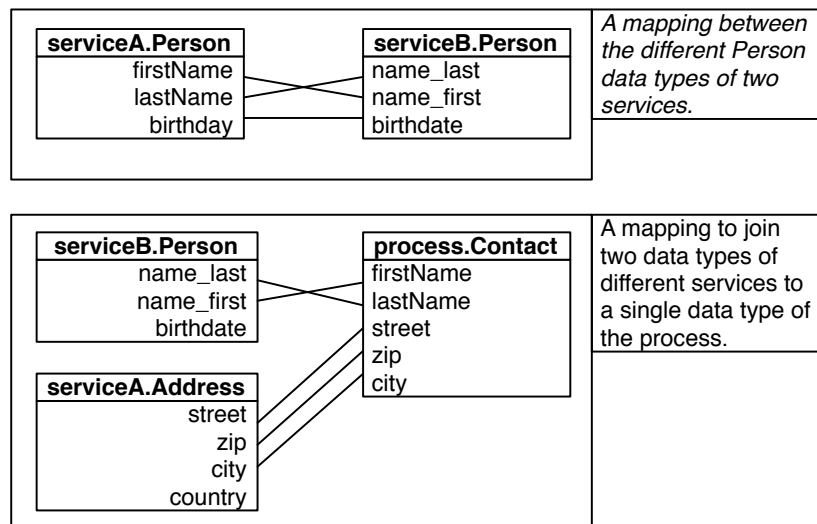 serviceA.Person
firstName
lastName
birthday
serviceB.Person
name_last
name_first
birthdate
A mapping between
the different Person
data types of two
services.
serviceB.Person
name_last
name_first
birthdate
serviceA.Address
street
zip
city
country
process.Contact
firstName
lastName
street
zip
city
A mapping to join
two data types of
different services to
a single data type of
the process.